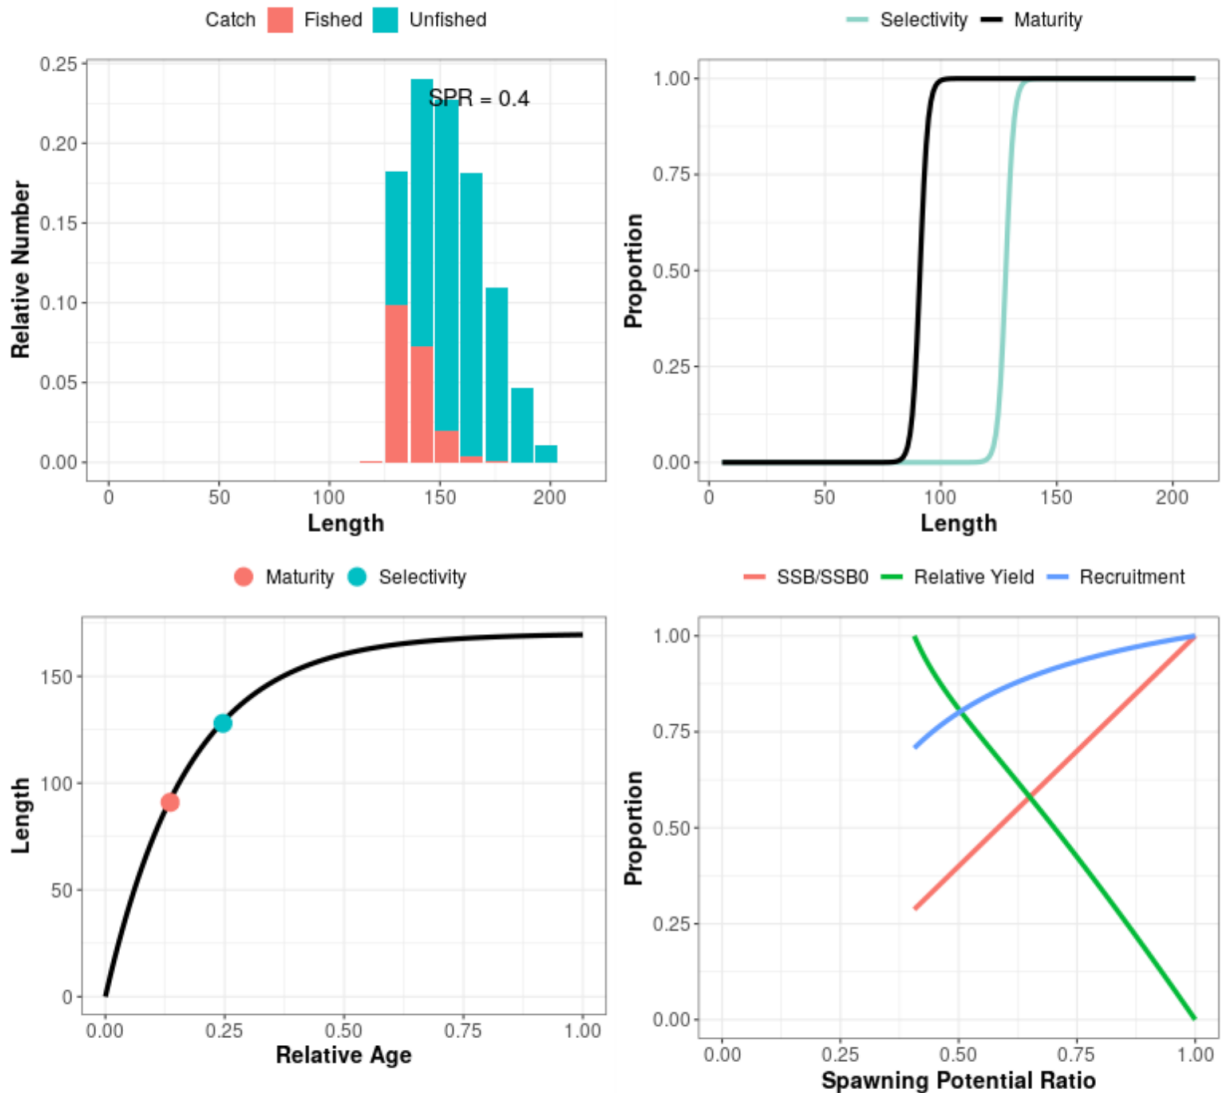 Catch Fished Unfished
SPR = 0.4
0.25
0.20
0.15
0.10
0.05
0.00
Relative Number
0 50 100 150 200
Length
Selectivity Maturity
1.00
0.75
0.50
0.25
0.00
Proportion
0 50 100 150 200
Length
Maturity Selectivity
150
100
50
0
Length
0.00 0.25 0.50 0.75 1.00
Relative Age
SSB/SSB0 Relative Yield Recruitment
1.00
0.75
0.50
0.25
0.00
Proportion
0.00 0.25 0.50 0.75 1.00
Spawning Potential Ratio